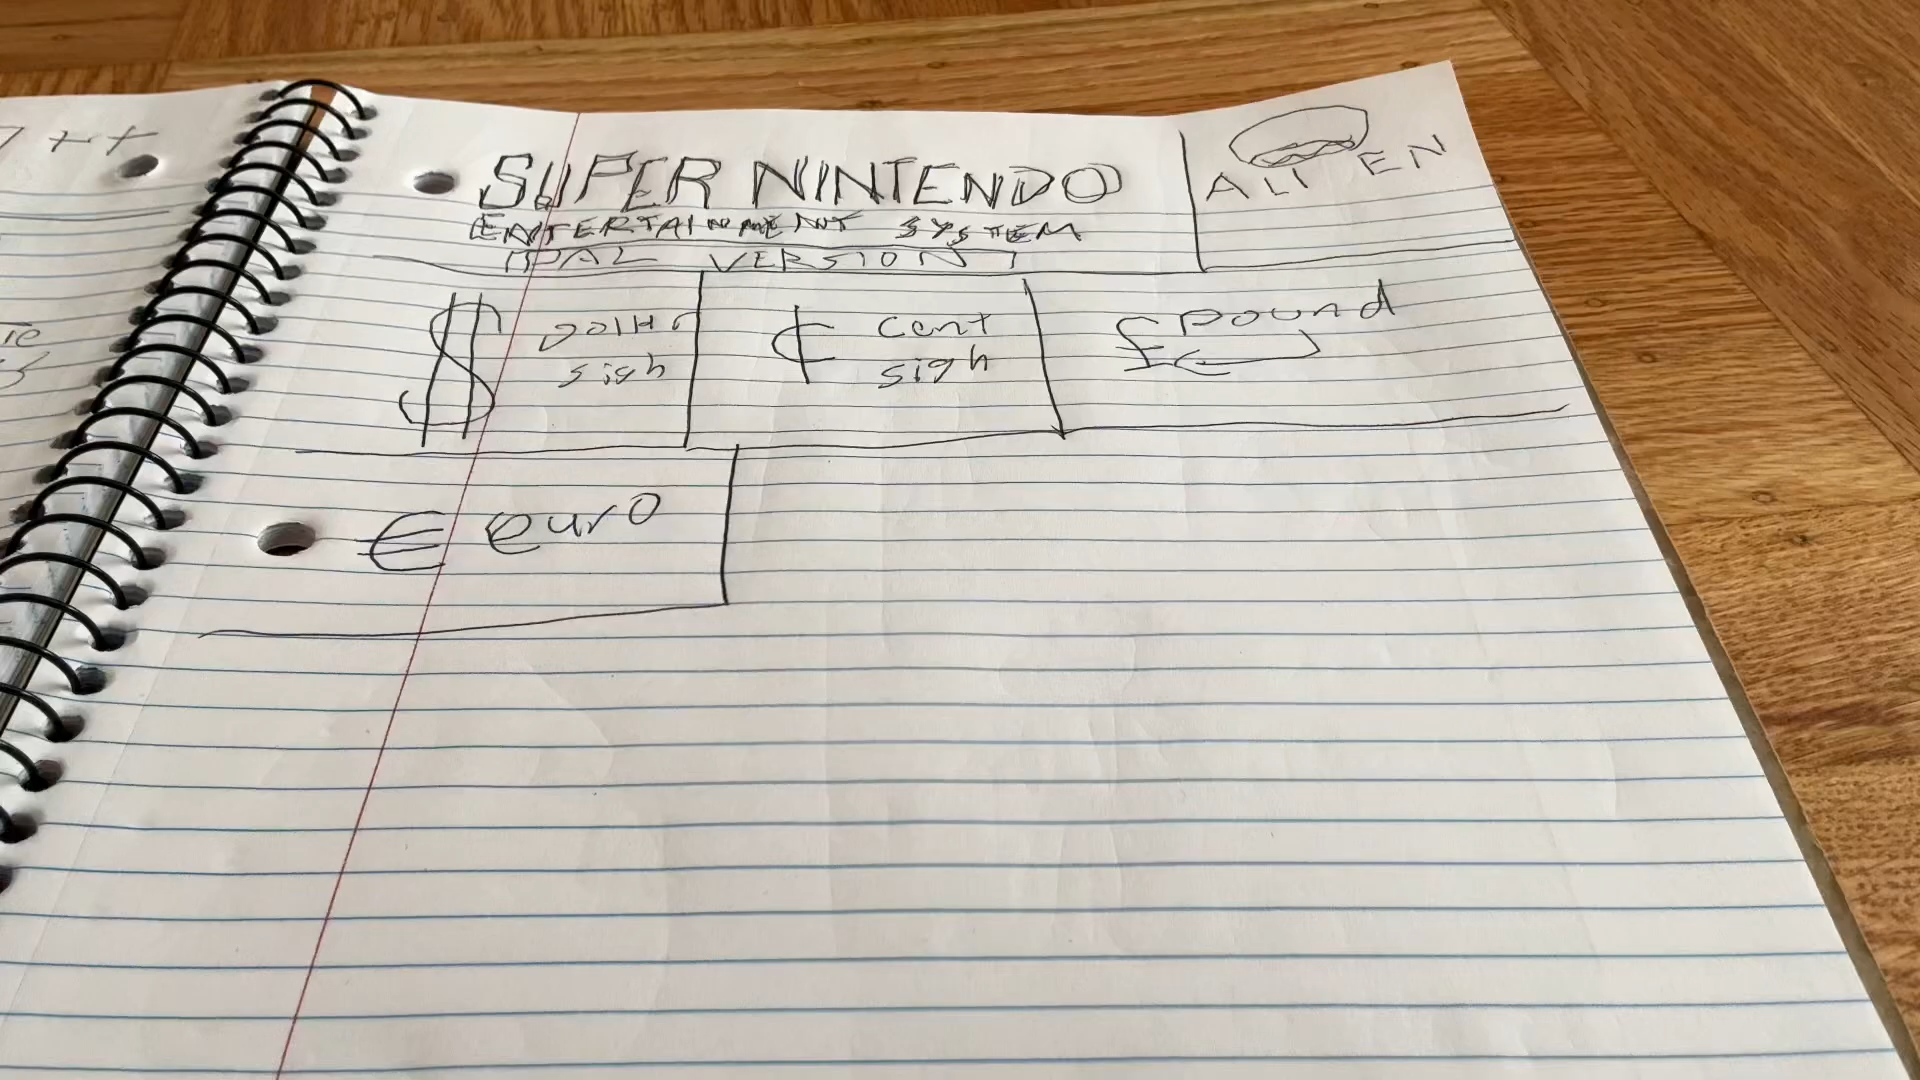 SUPER NINTENDO
ENTERTAINMENT SYSTEM
PAL VERSION
ALIEN
$ dollar
sign
¢ cent
sign
£ pound
€ euro
++